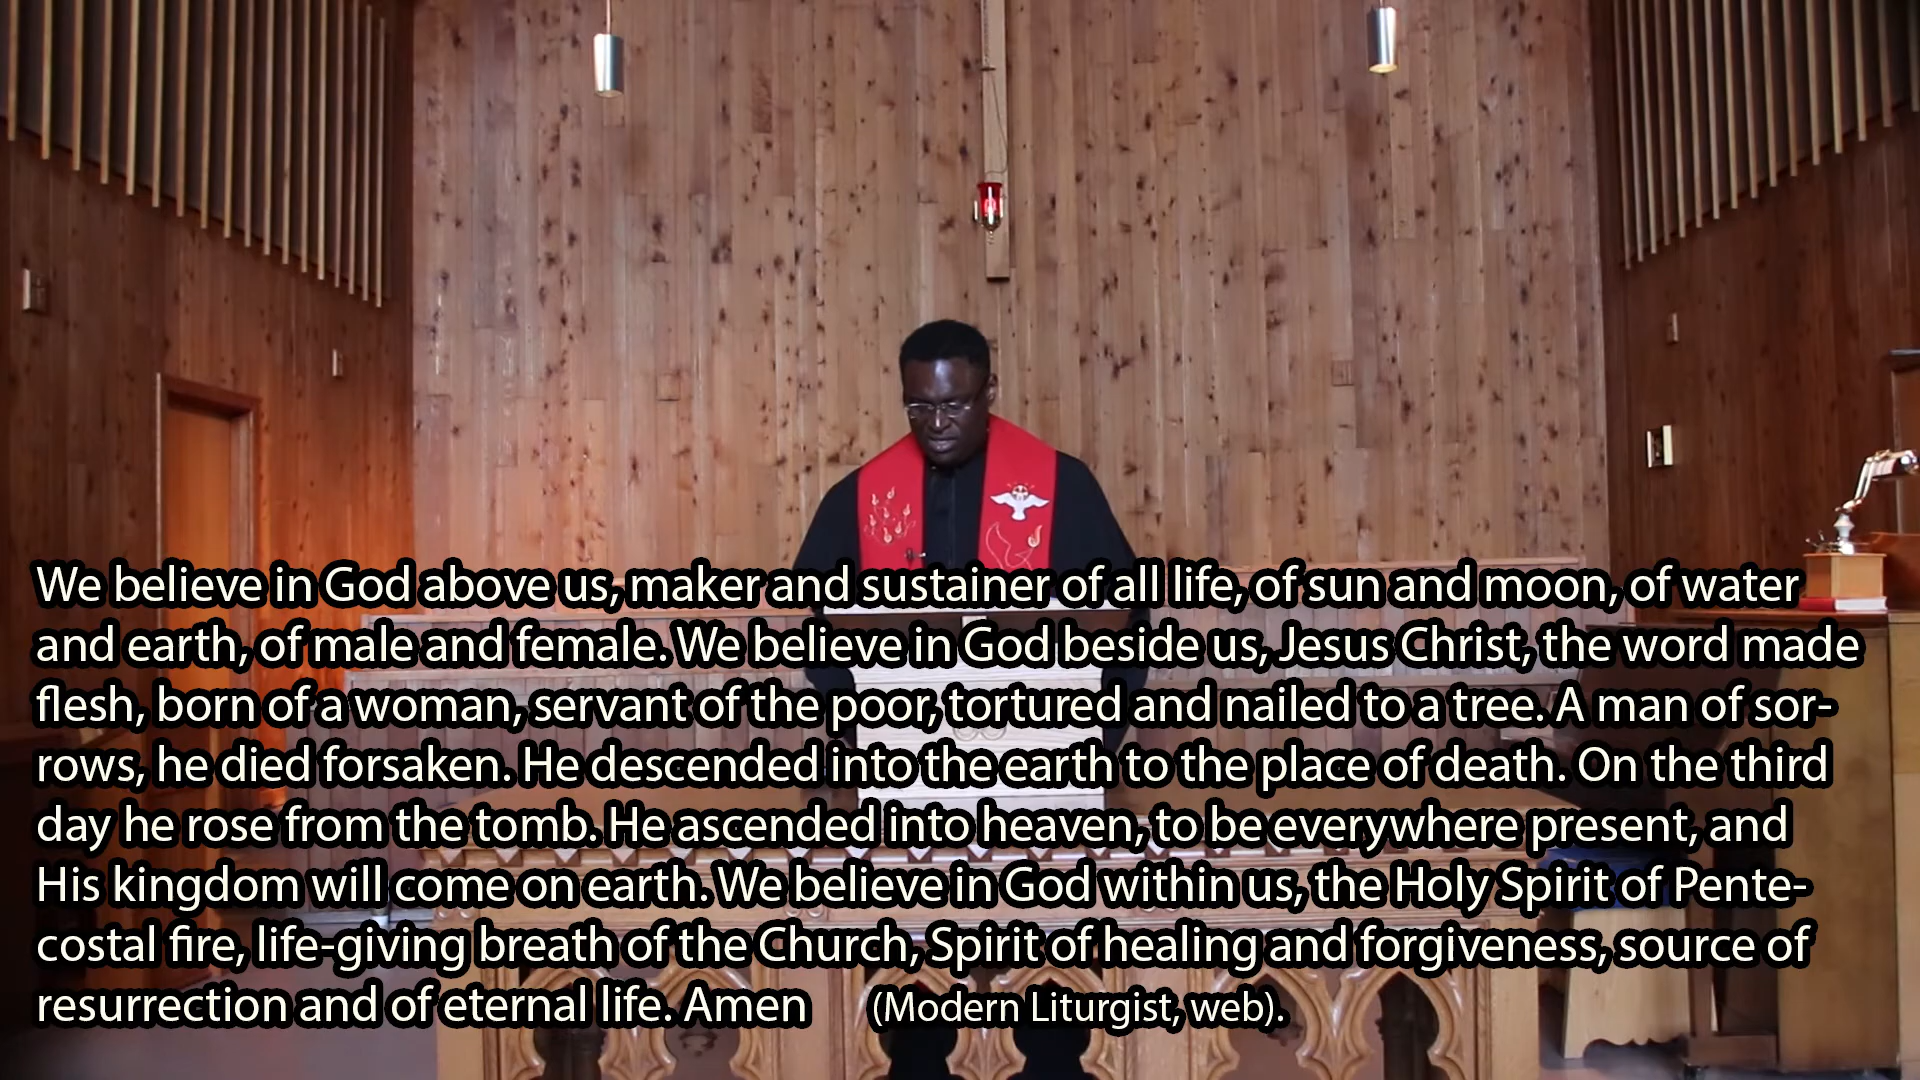 We believe in God above us, maker and sustainer of all life, of sun and moon, of water
and earth, of male and female. We believe in God beside us, Jesus Christ, the word made
flesh, born of a woman, servant of the poor, tortured and nailed to a tree. A man of sor-
rows, he died forsaken. He descended into the earth to the place of death. On the third
day he rose from the tomb. He ascended into heaven, to be everywhere present, and
His kingdom will come on earth. We believe in God within us, the Holy Spirit of Pente-
costal fire, life-giving breath of the Church, Spirit of healing and forgiveness, source of
resurrection and of eternal life. Amen (Modern Liturgist, web).